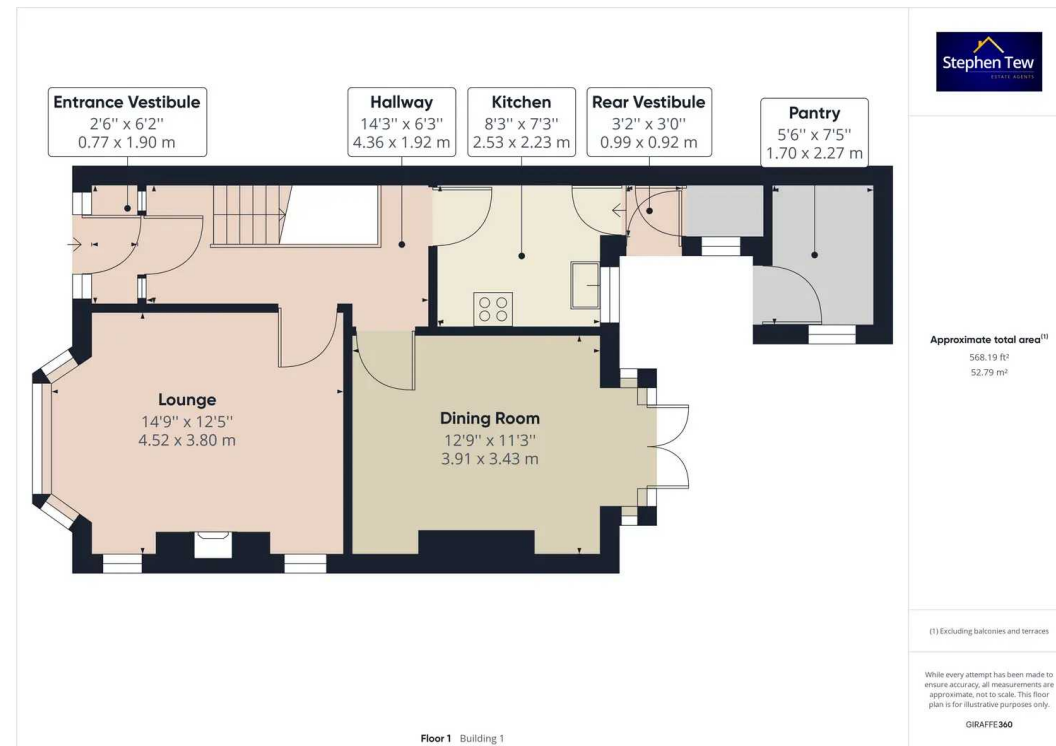 Entrance Vestibule
2'6'' x 6'2''
0.77 x 1.90 m
Hallway
14'3'' x 6'3''
4.36 x 1.92 m
Kitchen
8'3'' x 7'3''
2.53 x 2.23 m
Rear Vestibule
3'2'' x 3'0''
0.99 x 0.92 m
Pantry
5'6'' x 7'5''
1.70 x 2.27 m
Lounge
14'9'' x 12'5''
4.52 x 3.80 m
Dining Room
12'9'' x 11'3''
3.91 x 3.43 m
Floor 1 Building 1
Stephen Tew
ESTATE AGENTS
Approximate total area(1)
568.19 ft²
52.79 m²
(1) Excluding balconies and terraces
While every attempt has been made to
ensure accuracy, all measurements are
approximate, not to scale. This floor
plan is for illustrative purposes only.
GIRAFFE360